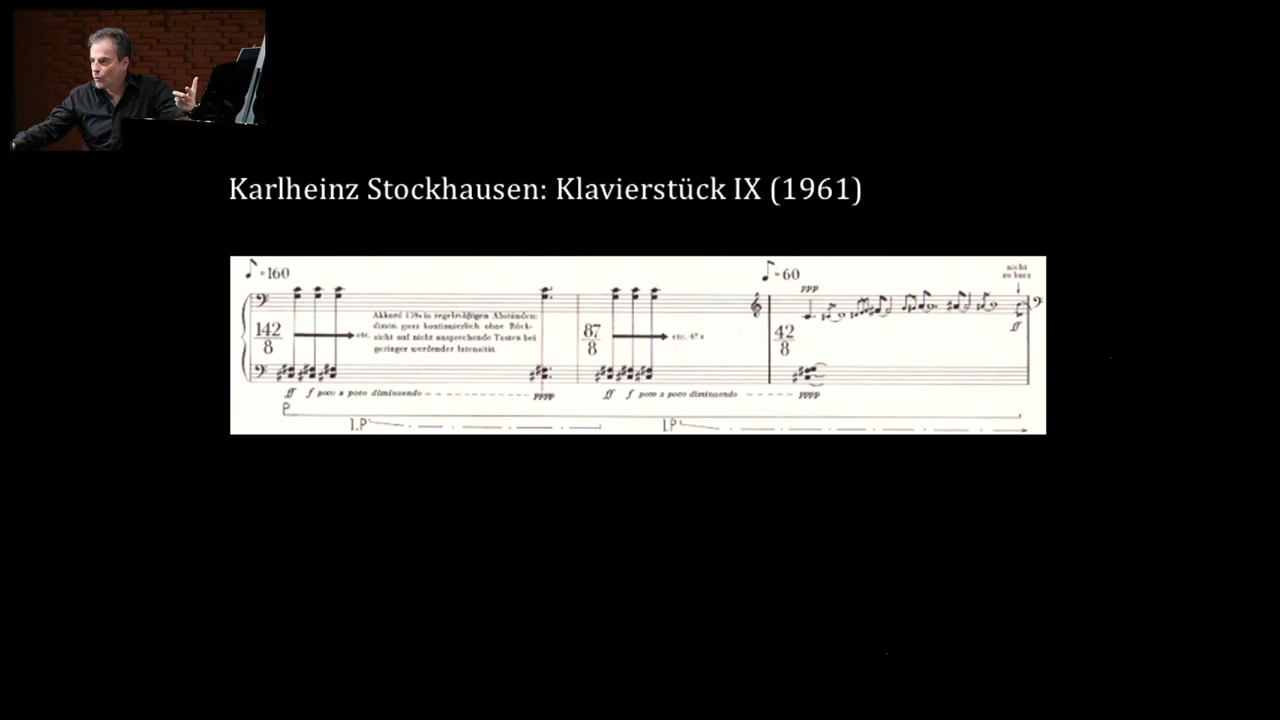 Karlheinz Stockhausen: Klavierstück IX (1961)
♪=160
♪=60
nicht
zu kurz
ppp
142
8
Akkord 139x in regelmäßigen Abständen;
dimin. ganz kontinuierlich ohne Rück-
sicht auf nicht ansprechende Tasten bei
geringer werdender Intensität.
etc.
87
8
etc. 87x
42
8
ff
ff f poco a poco diminuendo
pppp
ff f poco a poco diminuendo
pppp
P
1.P
1.P